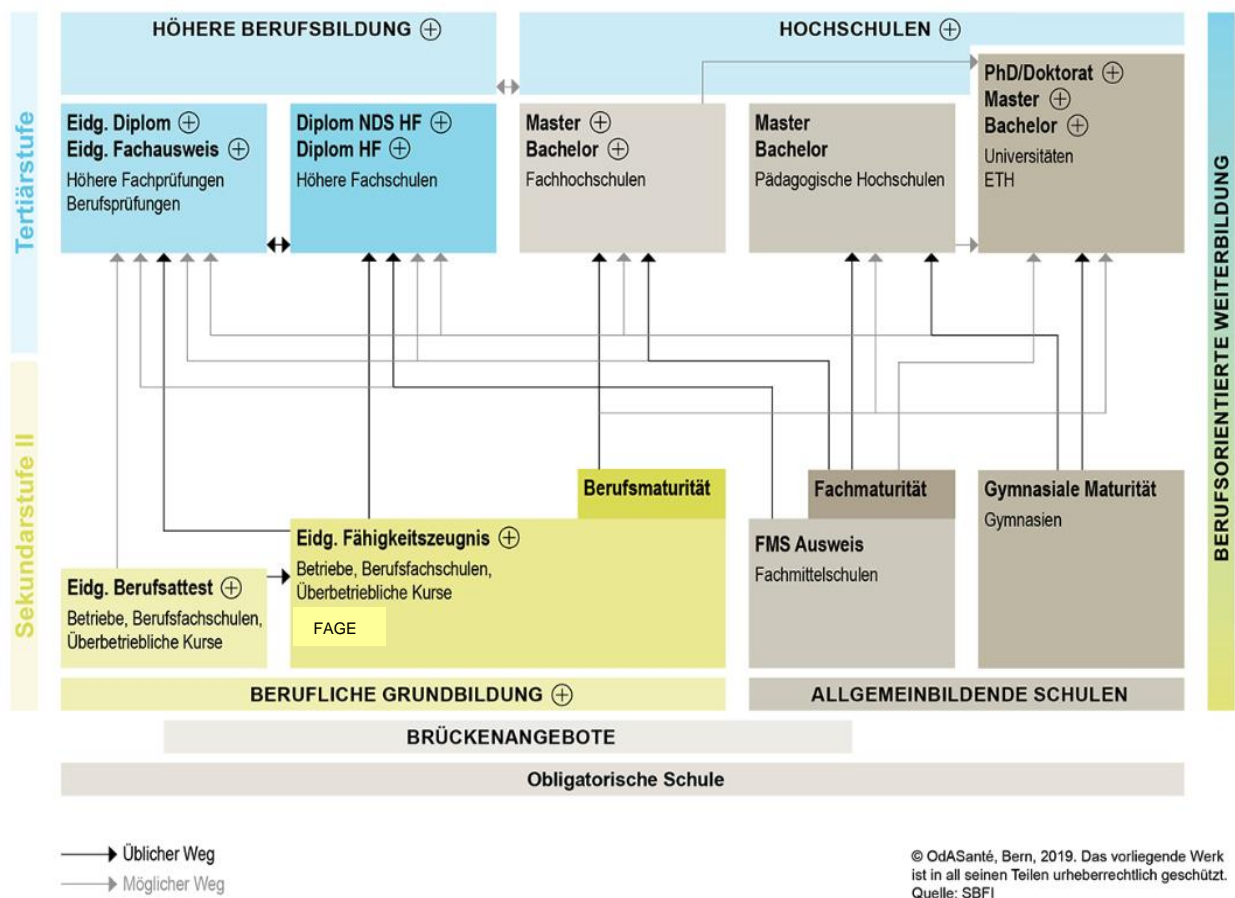 HÖHERE BERUFSBILDUNG
HOCHSCHULEN
Tertiärstufe
Eidg. Diplom
Eidg. Fachausweis
Höhere Fachprüfungen
Berufsprüfungen
Diplom NDS HF
Diplom HF
Höhere Fachschulen
Master
Bachelor
Fachhochschulen
Master
Bachelor
Pädagogische Hochschulen
PhD/Doktorat
Master
Bachelor
Universitäten
ETH
BERUFSORIENTIERTE WEITERBILDUNG
Sekundarstufe II
Eidg. Berufsattest
Betriebe, Berufsfachschulen,
Überbetriebliche Kurse
Berufsmaturität
Eidg. Fähigkeitszeugnis
Betriebe, Berufsfachschulen,
Überbetriebliche Kurse
FAGE
Fachmaturität
FMS Ausweis
Fachmittelschulen
Gymnasiale Maturität
Gymnasien
BERUFLICHE GRUNDBILDUNG
ALLGEMEINBILDENDE SCHULEN
BRÜCKENANGEBOTE
Obligatorische Schule
Üblicher Weg
Möglicher Weg
© OdASanté, Bern, 2019. Das vorliegende Werk
ist in all seinen Teilen urheberrechtlich geschützt.
Quelle: SBFI